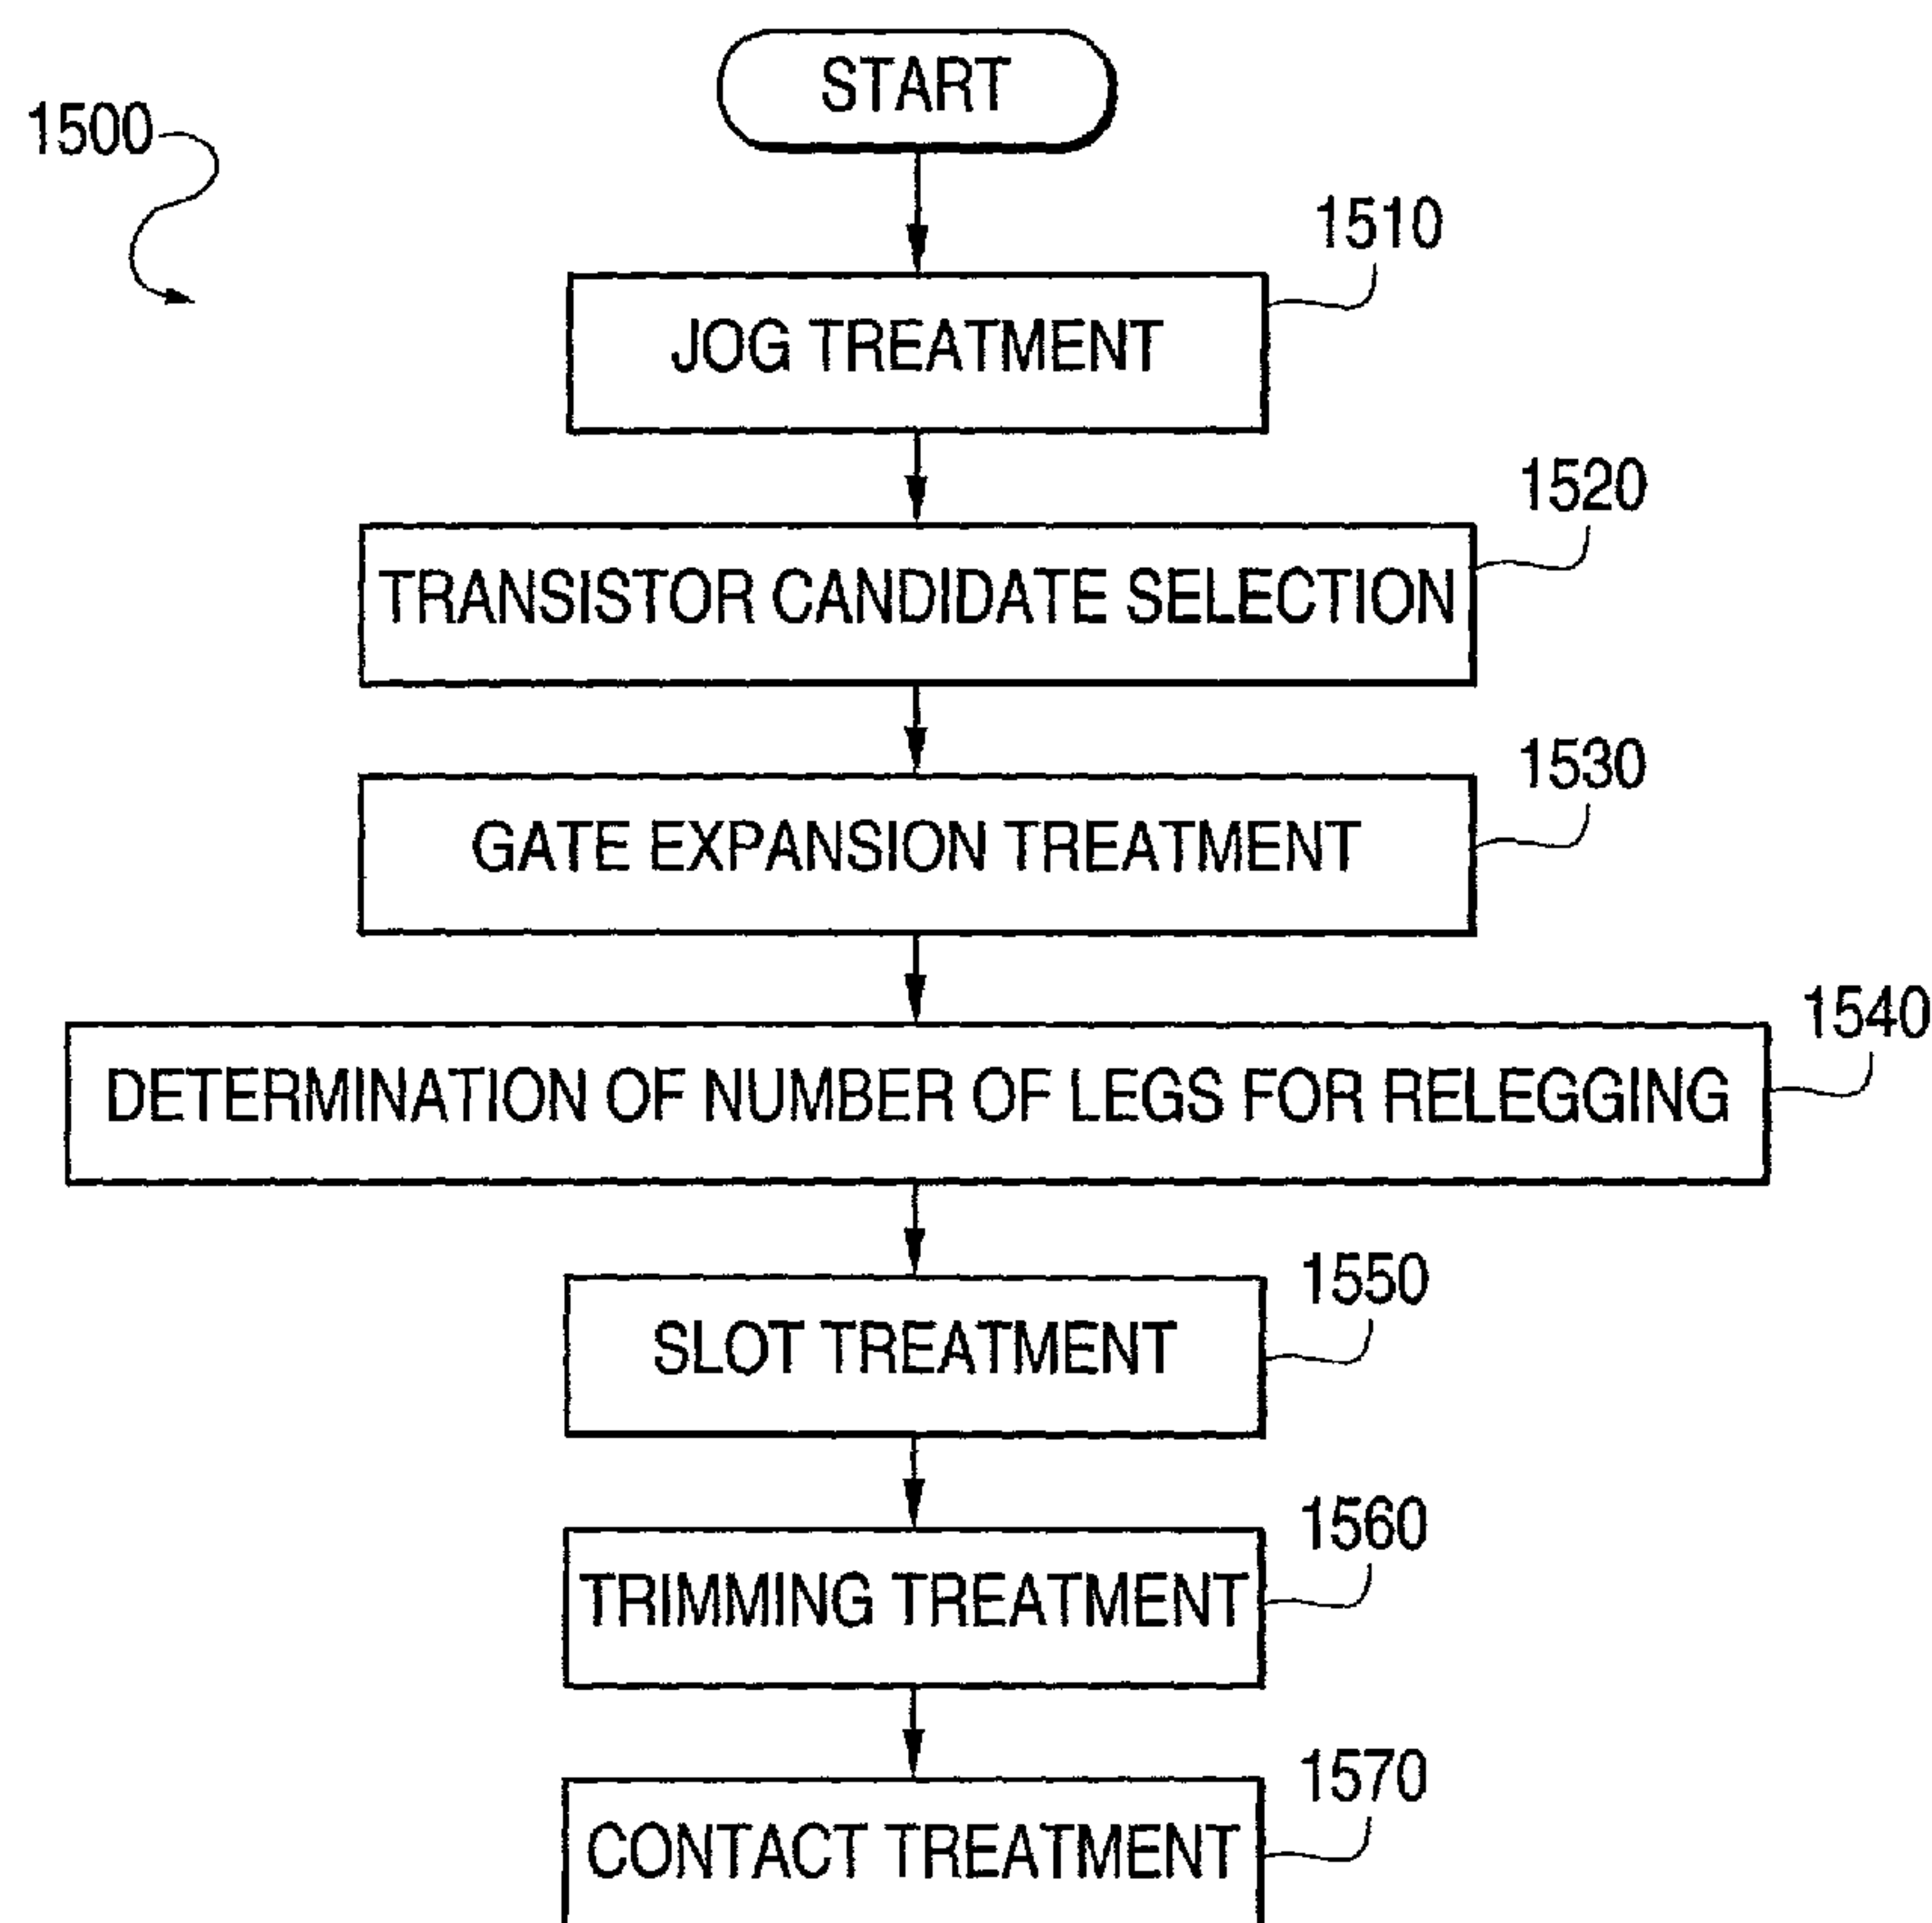 START
1500
1510
JOG TREATMENT
1520
TRANSISTOR CANDIDATE SELECTION
1530
GATE EXPANSION TREATMENT
1540
DETERMINATION OF NUMBER OF LEGS FOR RELEGGING
1550
SLOT TREATMENT
1560
TRIMMING TREATMENT
1570
CONTACT TREATMENT